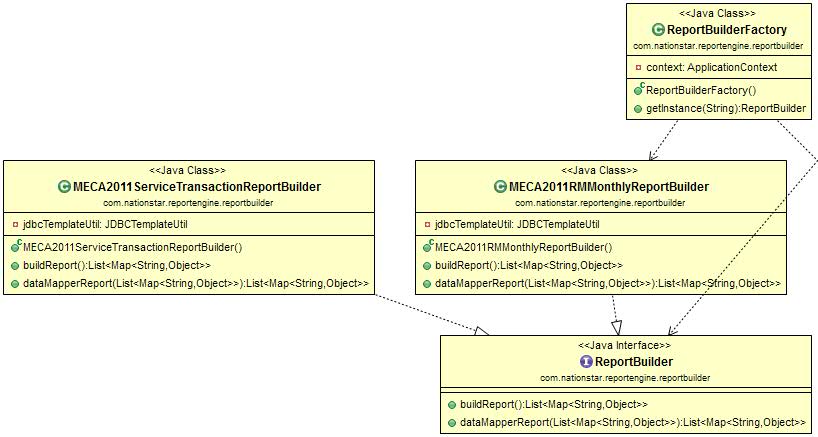 <<Java Class>>
ReportBuilderFactory
com.nationstar.reportengine.reportbuilder
context: ApplicationContext
ReportBuilderFactory()
getInstance(String):ReportBuilder
<<Java Class>>
MECA2011ServiceTransactionReportBuilder
com.nationstar.reportengine.reportbuilder
jdbcTemplateUtil: JDBCTemplateUtil
MECA2011ServiceTransactionReportBuilder()
buildReport():List<Map<String,Object>>
dataMapperReport(List<Map<String,Object>>):List<Map<String,Object>>
<<Java Class>>
MECA2011RMMonthlyReportBuilder
com.nationstar.reportengine.reportbuilder
jdbcTemplateUtil: JDBCTemplateUtil
MECA2011RMMonthlyReportBuilder()
buildReport():List<Map<String,Object>>
dataMapperReport(List<Map<String,Object>>):List<Map<String,Object>>
<<Java Interface>>
ReportBuilder
com.nationstar.reportengine.reportbuilder
buildReport():List<Map<String,Object>>
dataMapperReport(List<Map<String,Object>>):List<Map<String,Object>>